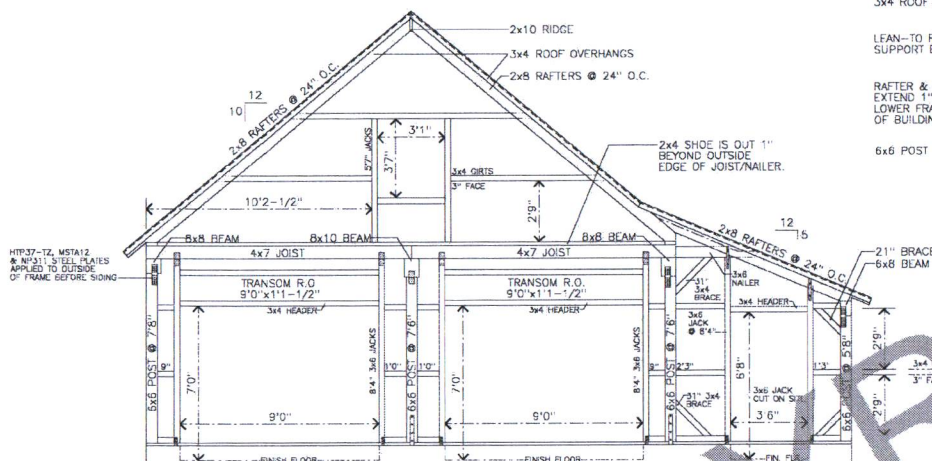 3x4 ROOF
2x10 RIDGE
3x4 ROOF OVERHANGS
2x8 RAFTERS @ 24" O.C.
LEAN-TO
SUPPORT
RAFTER &
EXTEND 1"
LOWER
OF
6x6 POST
12
10
2x8 RAFTERS @ 24" O.C.
3'1"
5'7" JACKS
3'7"
2x4 SHOE IS OUT 1"
BEYOND OUTSIDE
EDGE OF JOIST/NAILER.
3x4 GIRTS
3" FACE
10'2-1/2"
2'9"
12
5
2x8 RAFTERS @ 24" O.C.
HTP37-TZ, MSTA12
& NP311 STEEL PLATES
APPLIED TO OUTSIDE
OF FRAME BEFORE SIDING
8x8 BEAM
8x10 BEAM
8x8 BEAM
4x7 JOIST
4x7 JOIST
21" BRACE
6x8 BEAM
3x6
NAILER
31"
3x4
BRACE
TRANSOM R.O
9'0"x1'1-1/2"
3x4 HEADER
TRANSOM R.O.
9'0"x1'1-1/2"
3x4 HEADER
3x4 HEADER
3x6
JACK
@ 8'4"
6x6 POST @ 7'8"
9"
7'0"
8'4" 3x6 JACKS
1'0"
6x6 POST @ 7'6"
1'0"
7'0"
8'4" 3x6 JACKS
9"
6x6 POST @ 7'6"
2'3"
6'8"
1'3"
6x6 POST @ 5'8"
2'9"
3x4
3"
2'9"
31" 3x4
BRACE
3x6 JACK
CUT ON
9'0"
9'0"
3'6"
FINISH FLOOR
FINISH FLOOR
FIN. FLR